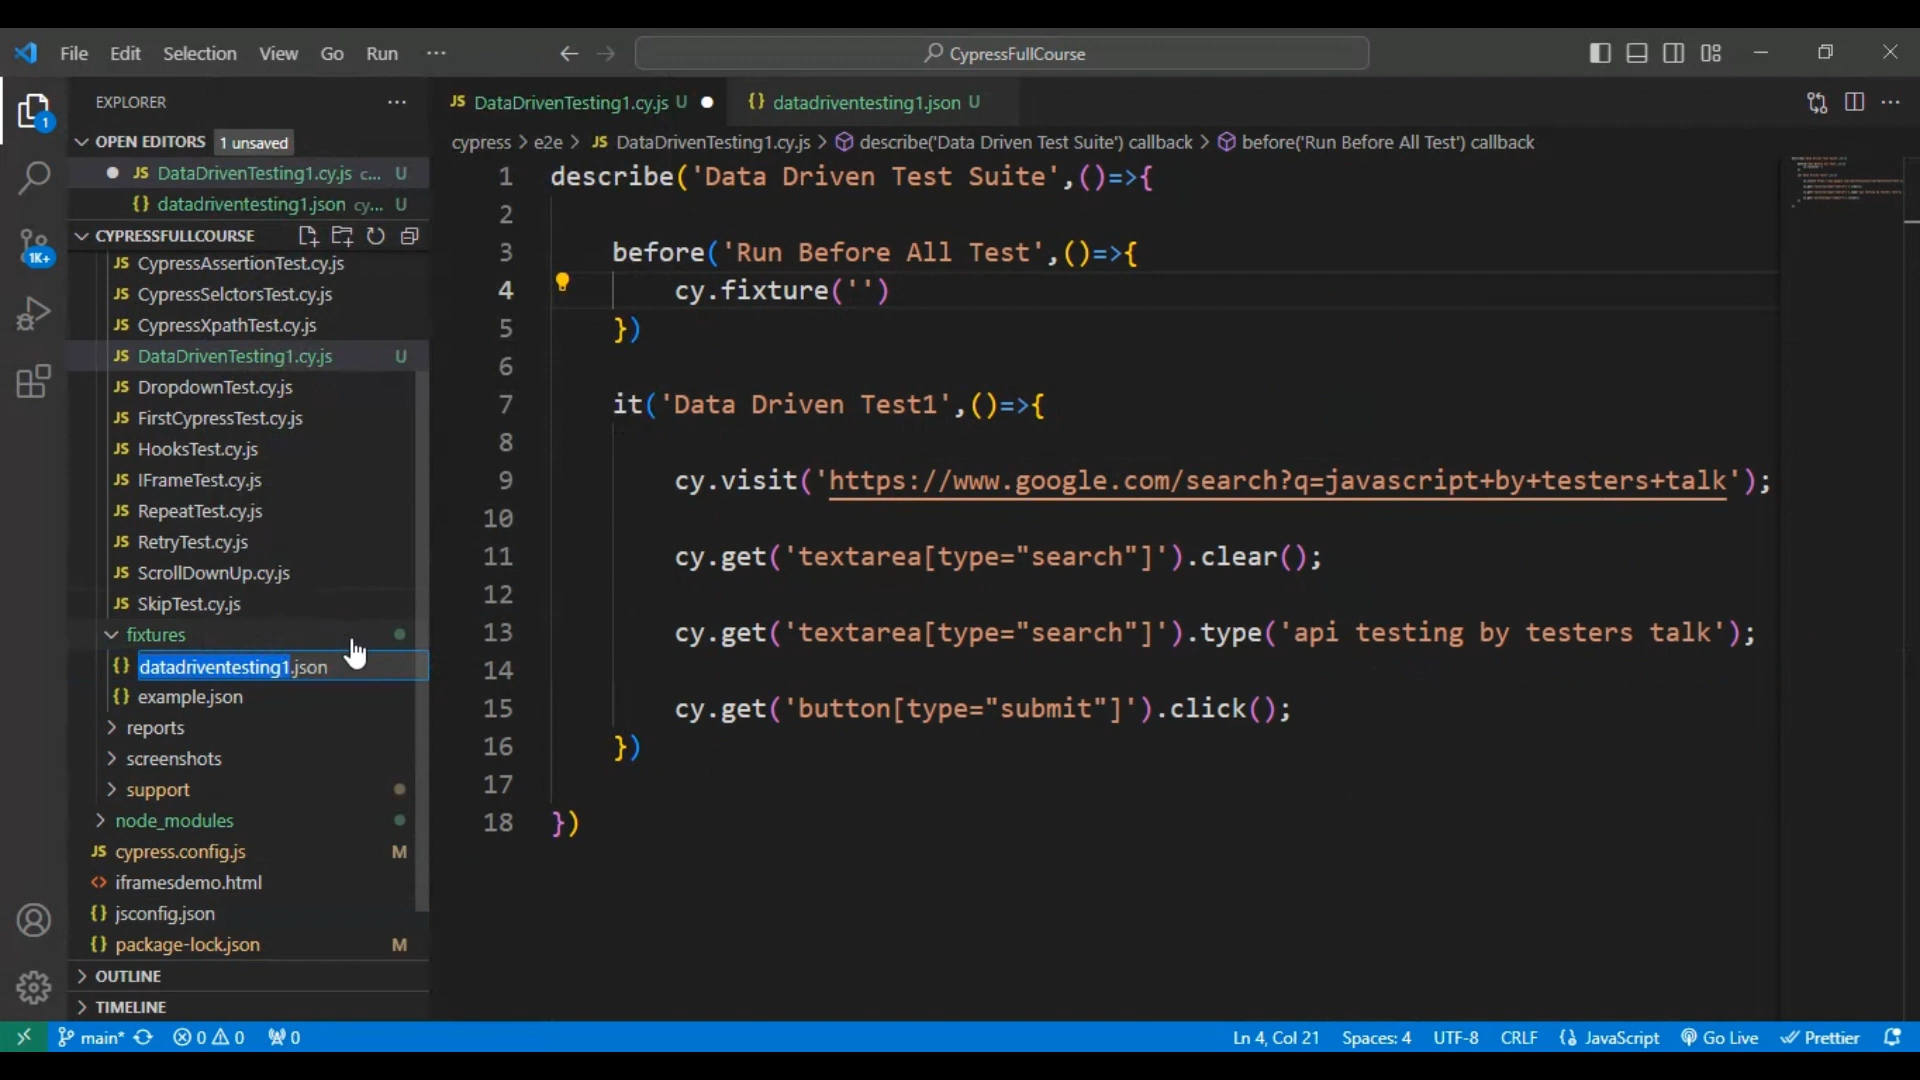 File Edit Selection View Go Run ···
CypressFullCourse
EXPLORER ···
OPEN EDITORS 1 unsaved
JS DataDrivenTesting1.cy.js c... U
{} datadriventesting1.json cy... U
CYPRESSFULLCOURSE
JS CypressAssertionTest.cy.js
JS CypressSelctorsTest.cy.js
JS CypressXpathTest.cy.js
JS DataDrivenTesting1.cy.js U
JS DropdownTest.cy.js
JS FirstCypressTest.cy.js
JS HooksTest.cy.js
JS IFrameTest.cy.js
JS RepeatTest.cy.js
JS RetryTest.cy.js
JS ScrollDownUp.cy.js
JS SkipTest.cy.js
fixtures
{} datadriventesting1.json
{} example.json
reports
screenshots
support
node_modules
JS cypress.config.js M
<> iframesdemo.html
{} jsconfig.json
{} package-lock.json M
OUTLINE
TIMELINE
1
1K+
JS DataDrivenTesting1.cy.js U
{} datadriventesting1.json U
···
cypress > e2e > JS DataDrivenTesting1.cy.js > describe('Data Driven Test Suite') callback > before('Run Before All Test') callback
1 describe('Data Driven Test Suite',()=>{
2
3 before('Run Before All Test',()=>{
4 cy.fixture('')
5 })
6
7 it('Data Driven Test1',()=>{
8
9 cy.visit('https://www.google.com/search?q=javascript+by+testers+talk');
10
11 cy.get('textarea[type="search"]').clear();
12
13 cy.get('textarea[type="search"]').type('api testing by testers talk');
14
15 cy.get('button[type="submit"]').click();
16 })
17
18 })
main* 0 0 0
Ln 4, Col 21 Spaces: 4 UTF-8 CRLF {} JavaScript Go Live Prettier